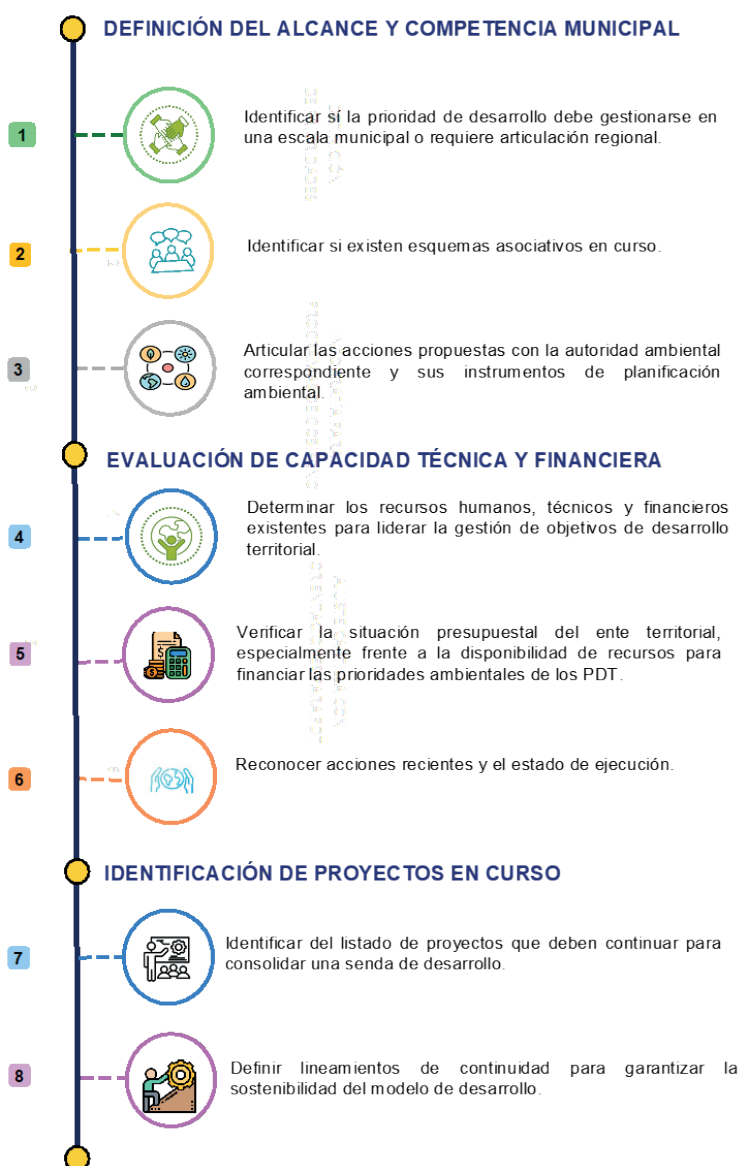 DEFINICIÓN DEL ALCANCE Y COMPETENCIA MUNICIPAL
1
Identificar si la prioridad de desarrollo debe gestionarse en
una escala municipal o requiere articulación regional.
2
Identificar si existen esquemas asociativos en curso.
3
Articular las acciones propuestas con la autoridad ambiental
correspondiente y sus instrumentos de planificación
ambiental.
EVALUACIÓN DE CAPACIDAD TÉCNICA Y FINANCIERA
4
Determinar los recursos humanos, técnicos y financieros
existentes para liderar la gestión de objetivos de desarrollo
territorial.
5
Verificar la situación presupuestal del ente territorial,
especialmente frente a la disponibilidad de recursos para
financiar las prioridades ambientales de los PDT.
6
Reconocer acciones recientes y el estado de ejecución.
IDENTIFICACIÓN DE PROYECTOS EN CURSO
7
Identificar del listado de proyectos que deben continuar para
consolidar una senda de desarrollo.
8
Definir lineamientos de continuidad para garantizar la
sostenibilidad del modelo de desarrollo.